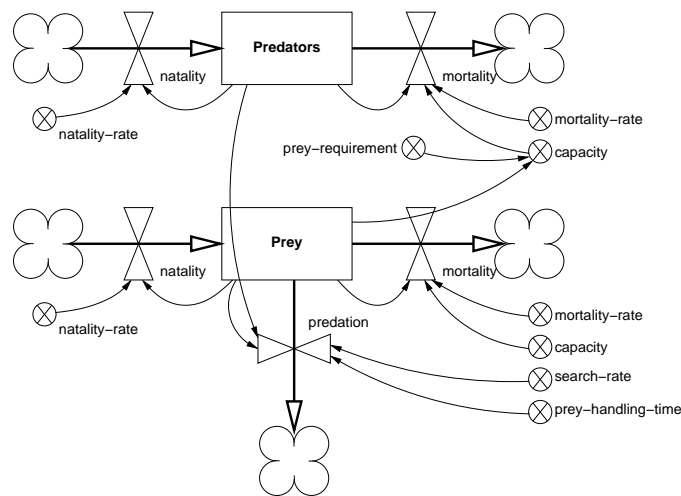 Predators
natality
mortality
natality−rate
mortality−rate
prey−requirement
capacity
Prey
natality
mortality
natality−rate
predation
mortality−rate
capacity
search−rate
prey−handling−time